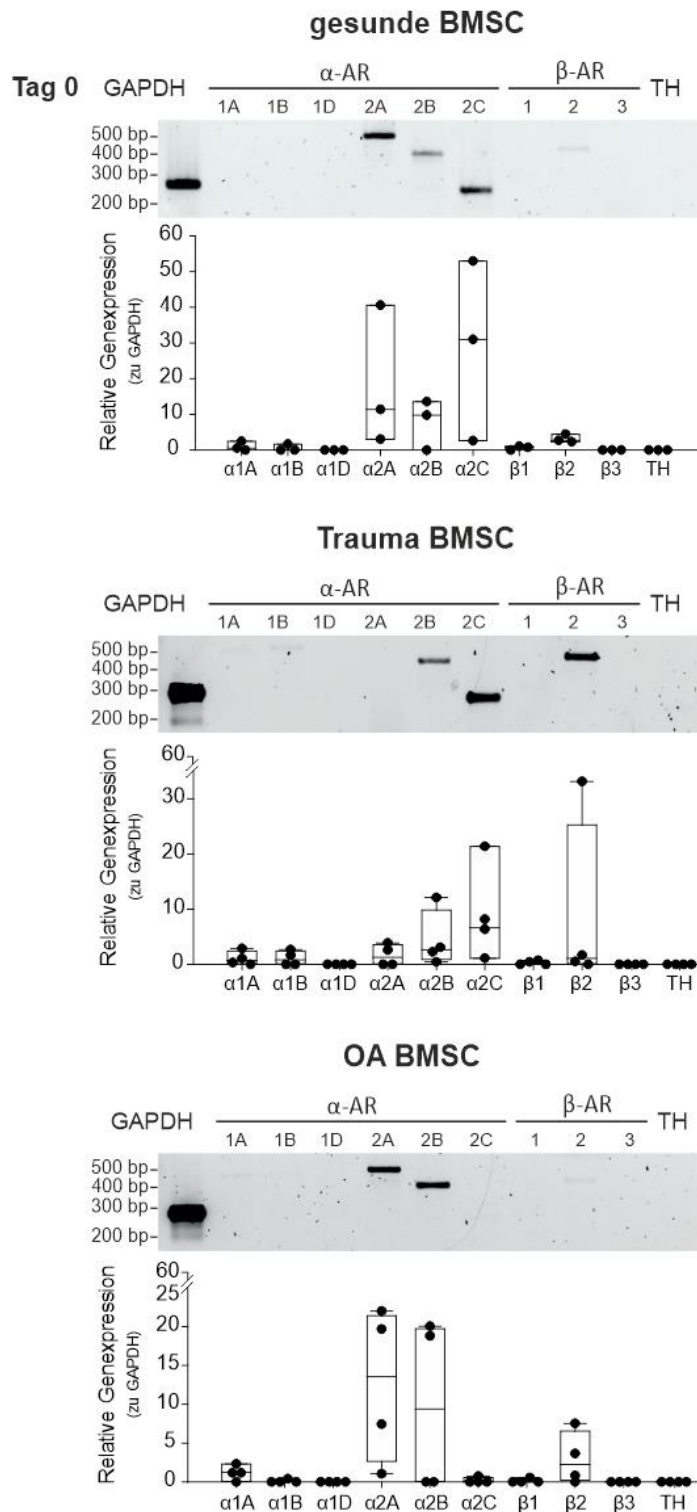 gesunde BMSC
Tag 0 GAPDH α-AR β-AR TH
1A 1B 1D 2A 2B 2C 1 2 3
500 bp
400 bp
300 bp
200 bp
Relative Genexpression
(zu GAPDH)
60
50
40
30
20
10
0
α1A α1B α1D α2A α2B α2C β1 β2 β3 TH
Trauma BMSC
GAPDH α-AR β-AR TH
1A 1B 1D 2A 2B 2C 1 2 3
500 bp
400 bp
300 bp
200 bp
Relative Genexpression
(zu GAPDH)
60
30
20
10
0
α1A α1B α1D α2A α2B α2C β1 β2 β3 TH
OA BMSC
GAPDH α-AR β-AR TH
1A 1B 1D 2A 2B 2C 1 2 3
500 bp
400 bp
300 bp
200 bp
Relative Genexpression
(zu GAPDH)
60
25
20
15
10
5
0
α1A α1B α1D α2A α2B α2C β1 β2 β3 TH